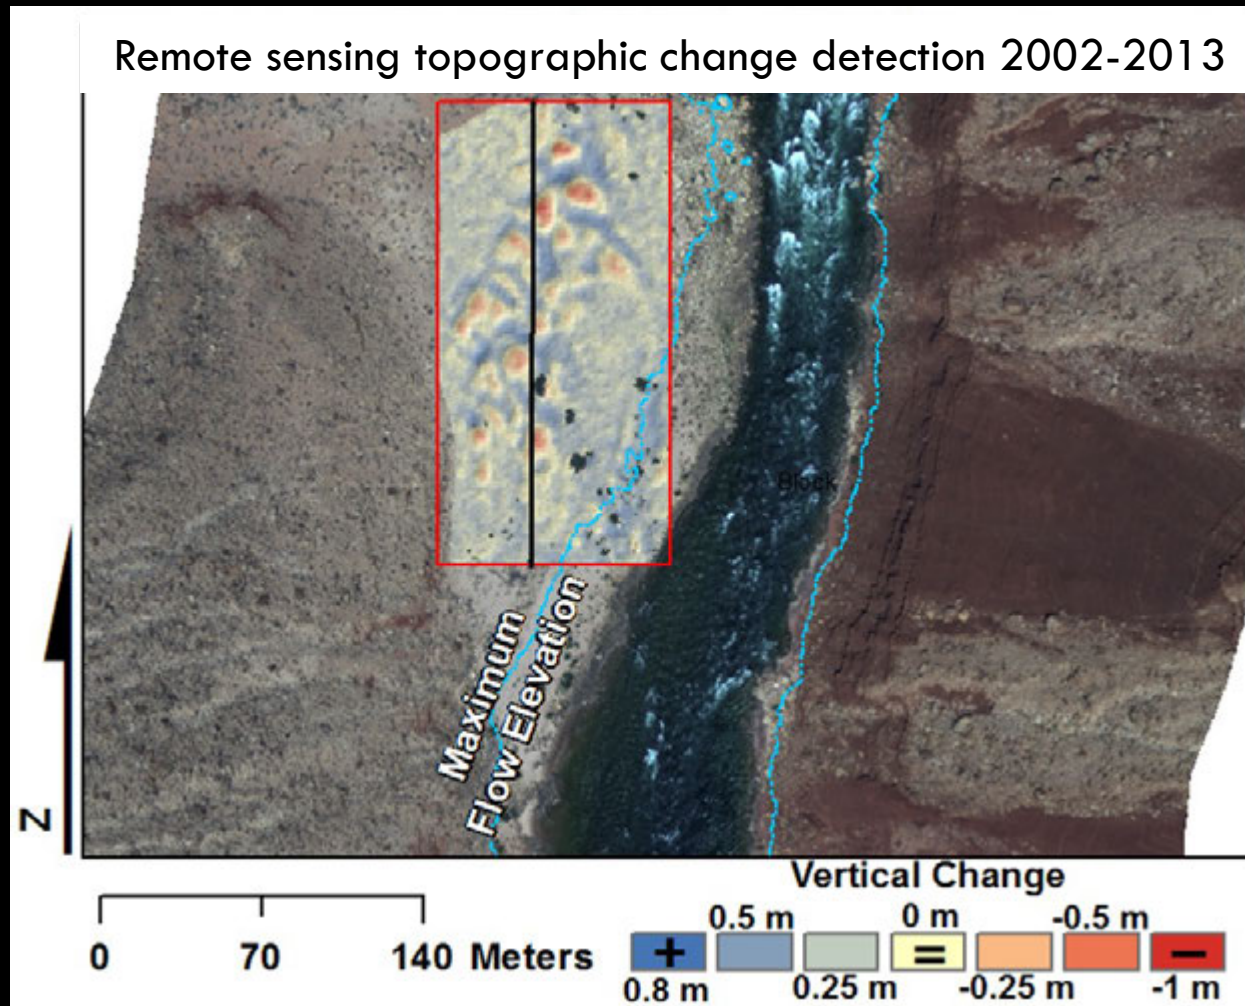 Remote sensing topographic change detection 2002-2013
Block
Maximum
Flow Elevation
N
0 70 140 Meters
Vertical Change
0.5 m 0 m -0.5 m
+ = −
0.8 m 0.25 m -0.25 m -1 m